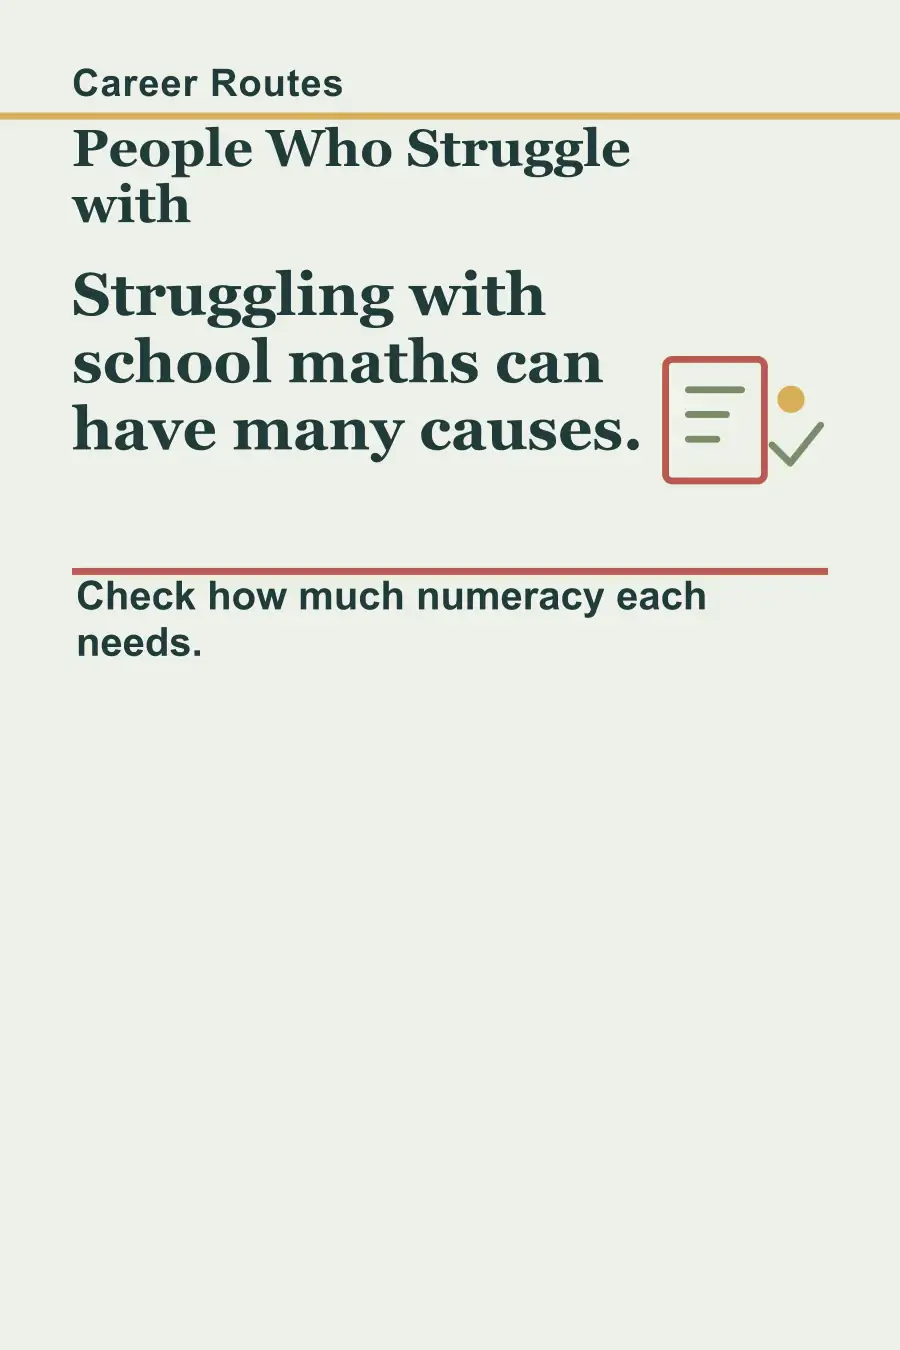 Career Routes
People Who Struggle
with
Struggling with
school maths can
have many causes.
Check how much numeracy each
needs.